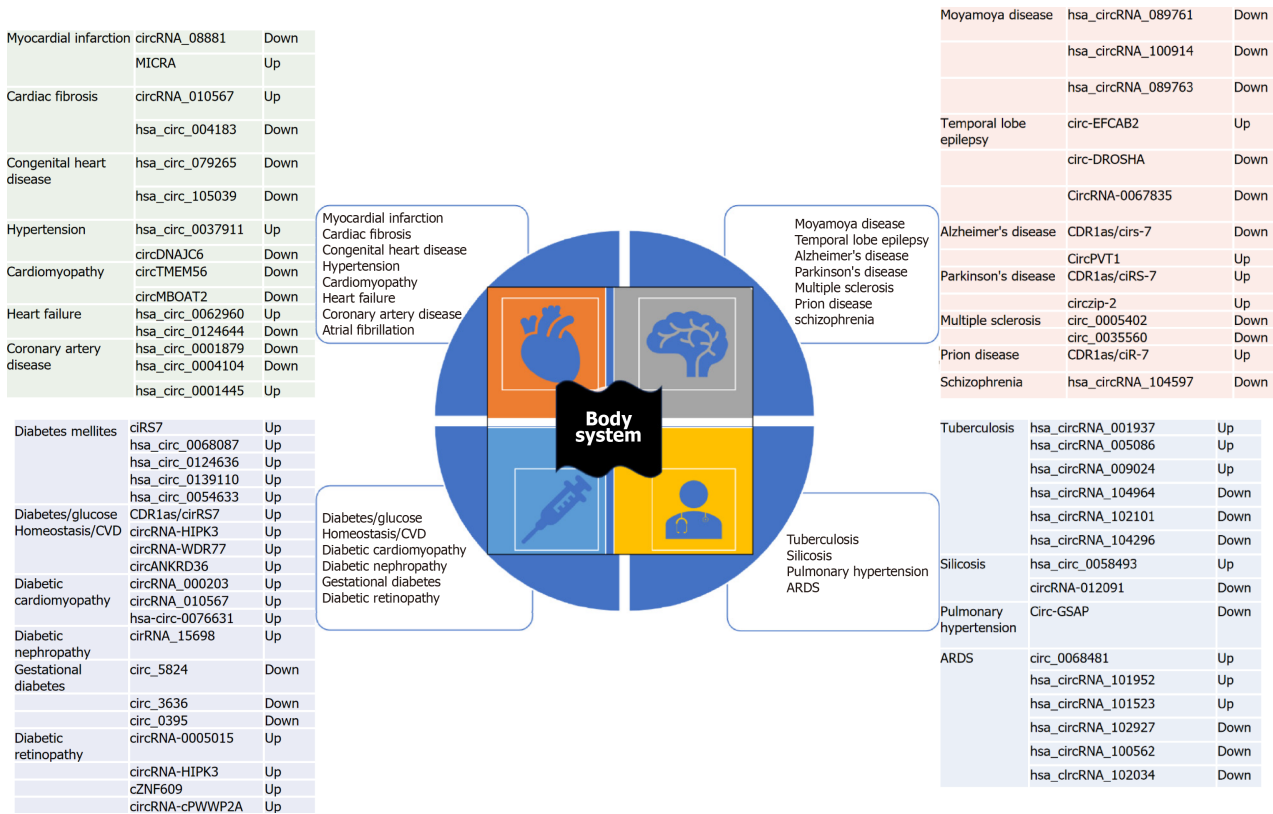 Myocardial infarction circRNA_08881 Down
MICRA Up
Cardiac fibrosis circRNA_010567 Up
hsa_circ_004183 Down
Congenital heart hsa_circ_079265 Down
disease
hsa_circ_105039 Down
Hypertension hsa_circ_0037911 Up
circDNAJC6 Down
Cardiomyopathy circTMEM56 Down
circMBOAT2 Down
Heart failure hsa_circ_0062960 Up
hsa_circ_0124644 Down
Coronary artery hsa_circ_0001879 Down
disease hsa_circ_0004104 Down
hsa_circ_0001445 Up
Myocardial infarction
Cardiac fibrosis
Congenital heart disease
Hypertension
Cardiomyopathy
Heart failure
Coronary artery disease
Atrial fibrillation
Moyamoya disease
Temporal lobe epilepsy
Alzheimer's disease
Parkinson's disease
Multiple sclerosis
Prion disease
schizophrenia
Moyamoya disease hsa_circRNA_089761 Down
hsa_circRNA_100914 Down
hsa_circRNA_089763 Down
Temporal lobe circ-EFCAB2 Up
epilepsy
circ-DROSHA Down
CircRNA-0067835 Down
Alzheimer's disease CDR1as/cirs-7 Down
CircPVT1 Up
Parkinson's disease CDR1as/ciRS-7 Up
circzip-2 Up
Multiple sclerosis circ_0005402 Down
circ_0035560 Down
Prion disease CDR1as/ciR-7 Up
Schizophrenia hsa_circRNA_104597 Down
Body
system
Diabetes mellites ciRS7 Up
hsa_circ_0068087 Up
hsa_circ_0124636 Up
hsa_circ_0139110 Up
hsa_circ_0054633 Up
Diabetes/glucose CDR1as/cirRS7 Up
Homeostasis/CVD circRNA-HIPK3 Up
circRNA-WDR77 Up
circANKRD36 Up
Diabetic circRNA_000203 Up
cardiomyopathy circRNA_010567 Up
hsa-circ-0076631 Up
Diabetic cirRNA_15698 Up
nephropathy
Gestational circ_5824 Down
diabetes
circ_3636 Down
circ_0395 Down
Diabetic circRNA-0005015 Up
retinopathy
circRNA-HIPK3 Up
cZNF609 Up
circRNA-cPWWP2A Up
Diabetes/glucose
Homeostasis/CVD
Diabetic cardiomyopathy
Diabetic nephropathy
Gestational diabetes
Diabetic retinopathy
Tuberculosis
Silicosis
Pulmonary hypertension
ARDS
Tuberculosis hsa_circRNA_001937 Up
hsa_circRNA_005086 Up
hsa_circRNA_009024 Up
hsa_circRNA_104964 Down
hsa_circRNA_102101 Down
hsa_circRNA_104296 Down
Silicosis hsa_circ_0058493 Up
circRNA-012091 Down
Pulmonary Circ-GSAP Down
hypertension
ARDS circ_0068481 Up
hsa_circRNA_101952 Up
hsa_circRNA_101523 Up
hsa_circRNA_102927 Down
hsa_circRNA_100562 Down
hsa_clrcRNA_102034 Down